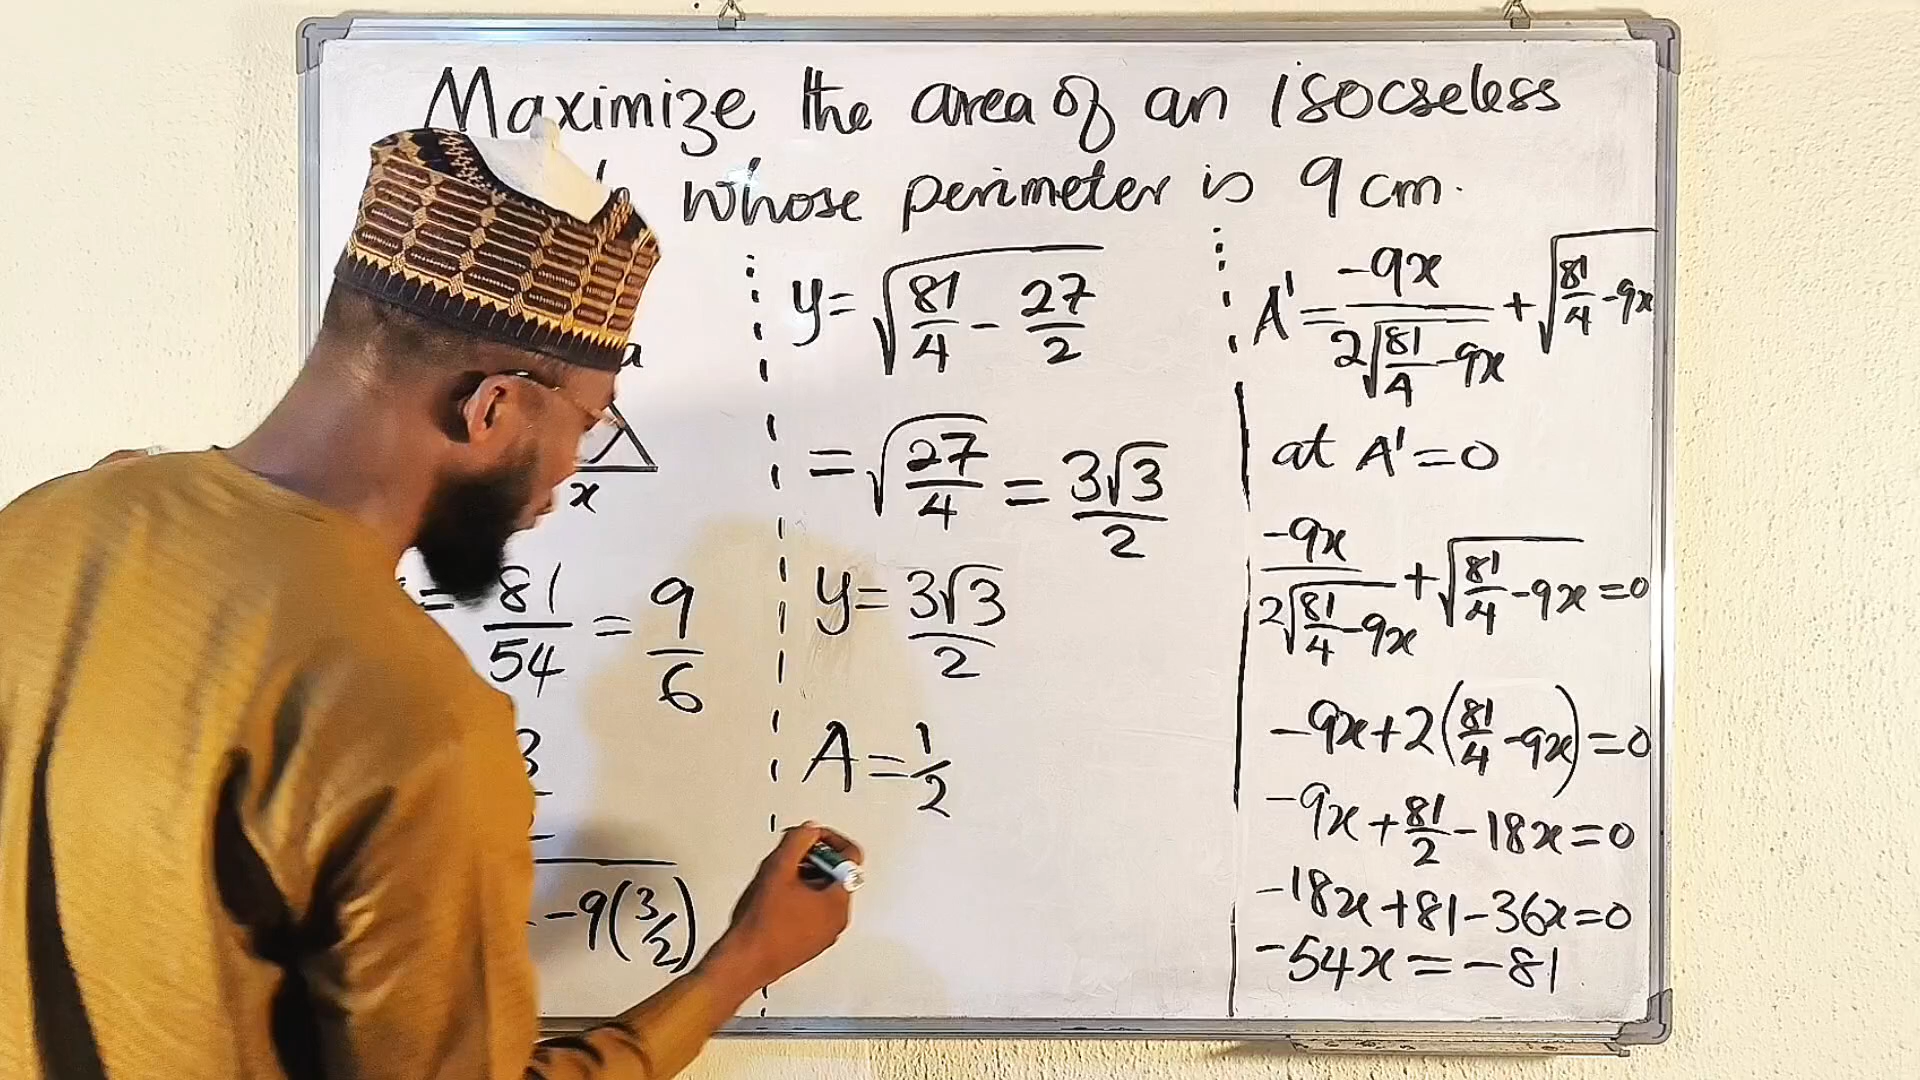 Maximize the area of an isocseless
whose perimeter is 9 cm.
a
x
= 81/54 = 9/6
3
-9(3/2)
y = √(81/4 - 27/2)
= √(27/4) = 3√3/2
y = 3√3/2
A = 1/2
A' = -9x/(2√(81/4 - 9x)) + √(81/4 - 9x)
at A' = 0
-9x/(2√(81/4 - 9x)) + √(81/4 - 9x) = 0
-9x + 2(81/4 - 9x) = 0
-9x + 81/2 - 18x = 0
-18x + 81 - 36x = 0
-54x = -81